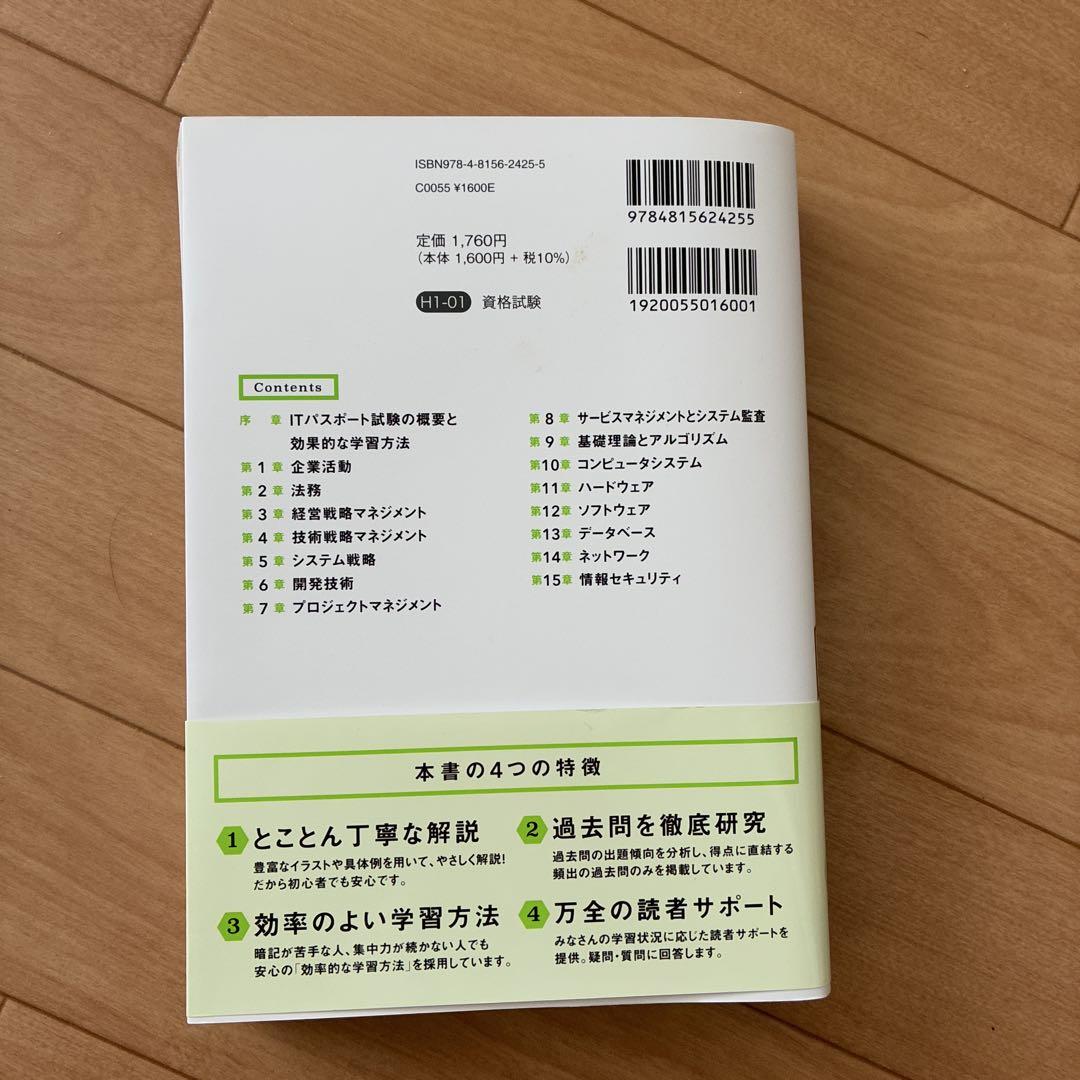 ISBN978-4-8156-2425-5
C0055 ¥1600E
定価 1,760円
（本体 1,600円 + 税10%）
H1-01 資格試験
9784815624255
1920055016001
Contents
序 章 ITパスポート試験の概要と
効果的な学習方法
第 1 章 企業活動
第 2 章 法務
第 3 章 経営戦略マネジメント
第 4 章 技術戦略マネジメント
第 5 章 システム戦略
第 6 章 開発技術
第 7 章 プロジェクトマネジメント
第 8 章 サービスマネジメントとシステム監査
第 9 章 基礎理論とアルゴリズム
第10章 コンピュータシステム
第11章 ハードウェア
第12章 ソフトウェア
第13章 データベース
第14章 ネットワーク
第15章 情報セキュリティ
本書の4つの特徴
1 とことん丁寧な解説
豊富なイラストや具体例を用いて、やさしく解説！
だから初心者でも安心です。
2 過去問を徹底研究
過去問の出題傾向を分析し、得点に直結する
頻出の過去問のみを掲載しています。
3 効率のよい学習方法
暗記が苦手な人、集中力が続かない人でも
安心の「効率的な学習方法」を採用しています。
4 万全の読者サポート
みなさんの学習状況に応じた読者サポートを
提供。疑問・質問に回答します。